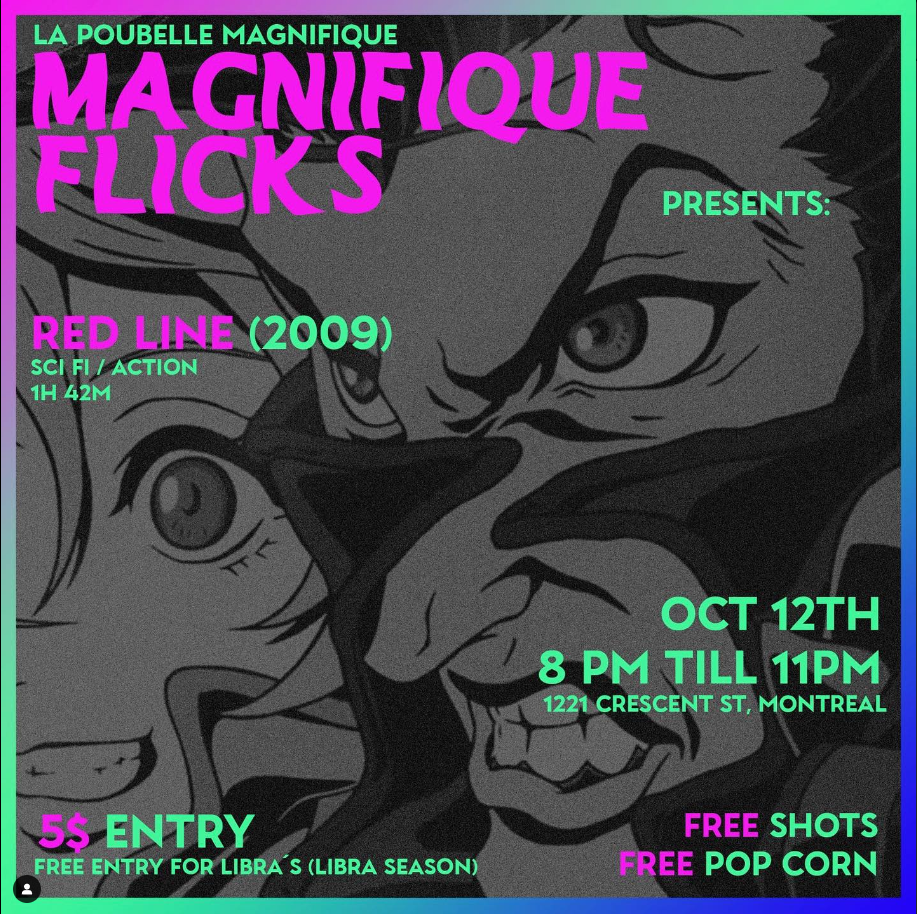 LA POUBELLE MAGNIFIQUE
MAGNIFIQUE
FLICKS
PRESENTS:
RED LINE (2009)
SCI FI / ACTION
1H 42M
OCT 12TH
8 PM TILL 11PM
1221 CRESCENT ST, MONTREAL
5$ ENTRY
FREE ENTRY FOR LIBRA´S (LIBRA SEASON)
FREE SHOTS
FREE POP CORN